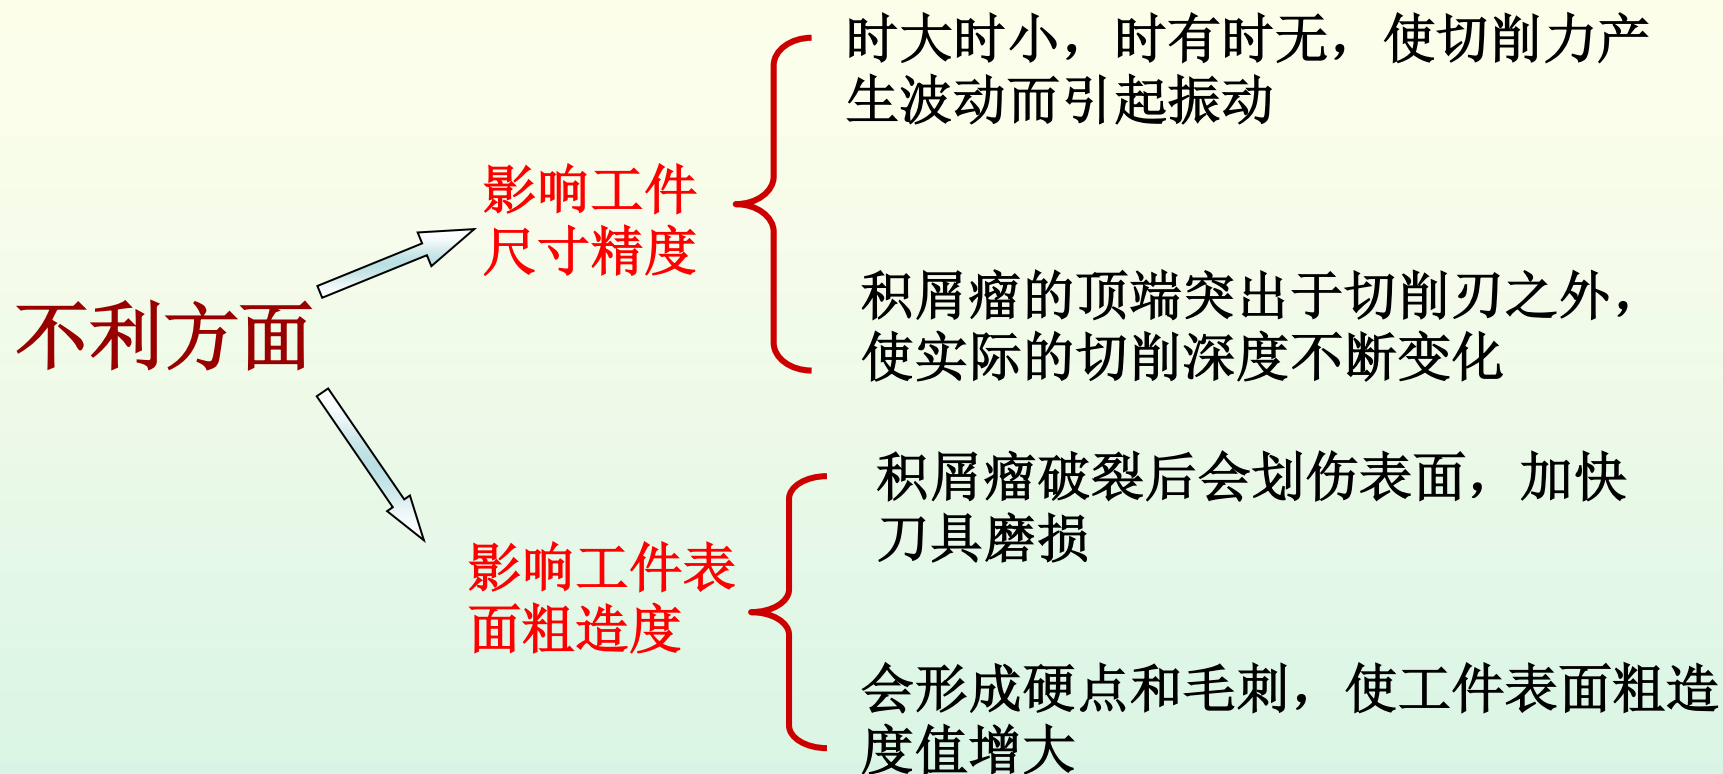 不利方面
影响工件
尺寸精度
时大时小，时有时无，使切削力产
生波动而引起振动
积屑瘤的顶端突出于切削刃之外，
使实际的切削深度不断变化
影响工件表
面粗造度
积屑瘤破裂后会划伤表面，加快
刀具磨损
会形成硬点和毛刺，使工件表面粗造
度值增大